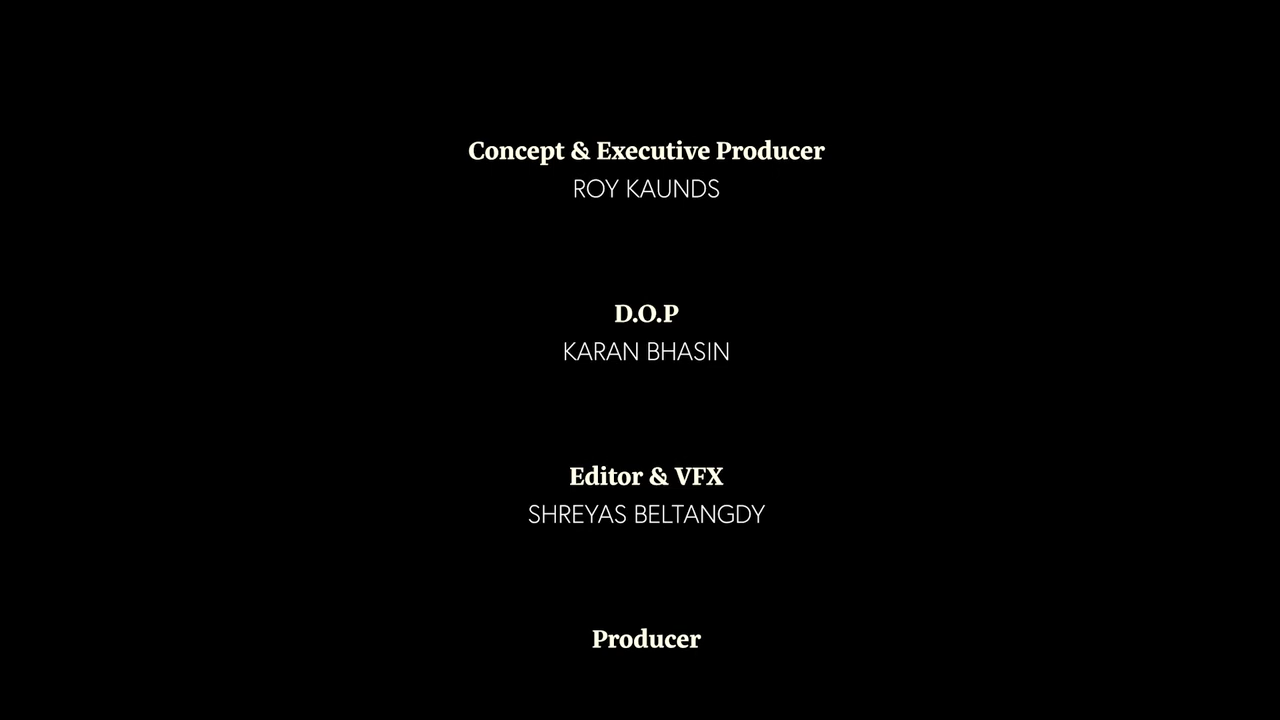 Concept & Executive Producer
ROY KAUNDS
D.O.P
KARAN BHASIN
Editor & VFX
SHREYAS BELTANGDY
Producer